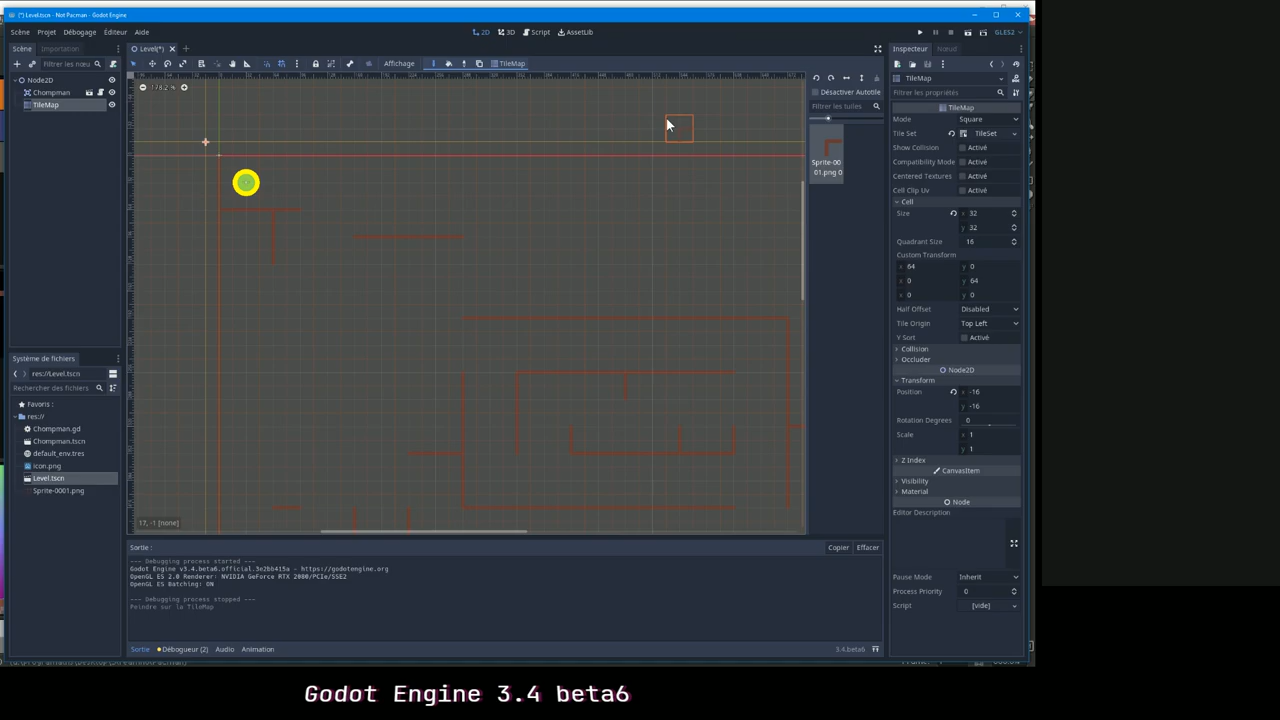 (*) Level.tscn - Not Pacman - Godot Engine
Scène Projet Débogage Éditeur Aide
2D 3D Script AssetLib
GLES2
Scène Importation
Filtrer les nœu
Node2D
Chompman
TileMap
Level(*)
Affichage
TileMap
178.2 %
17, -1 [none]
Désactiver Autotile
Filtrer les tuiles
Sprite-00
01.png 0
Système de fichiers
res://Level.tscn
Rechercher des fichiers
Favoris :
res://
Chompman.gd
Chompman.tscn
default_env.tres
icon.png
Level.tscn
Sprite-0001.png
Sortie :
Copier Effacer
--- Debugging process started ---
Godot Engine v3.4.beta6.official.3e2bb415a - https://godotengine.org
OpenGL ES 2.0 Renderer: NVIDIA GeForce RTX 2080/PCIe/SSE2
OpenGL ES Batching: ON
--- Debugging process stopped ---
Peindre sur la TileMap
Sortie Débogueur (2) Audio Animation
3.4.beta6
Inspecteur Nœud
TileMap
Filtrer les propriétés
TileMap
Mode Square
Tile Set TileSet
Show Collision Activé
Compatibility Mode Activé
Centered Textures Activé
Cell Clip Uv Activé
Cell
Size x 32
y 32
Quadrant Size 16
Custom Transform
x 64 y 0
x 0 y 64
x 0 y 0
Half Offset Disabled
Tile Origin Top Left
Y Sort Activé
Collision
Occluder
Node2D
Transform
Position x -16
y -16
Rotation Degrees 0
Scale x 1
y 1
Z Index
CanvasItem
Visibility
Material
Node
Editor Description
Pause Mode Inherit
Process Priority 0
Script [vide]
Godot Engine 3.4 beta6